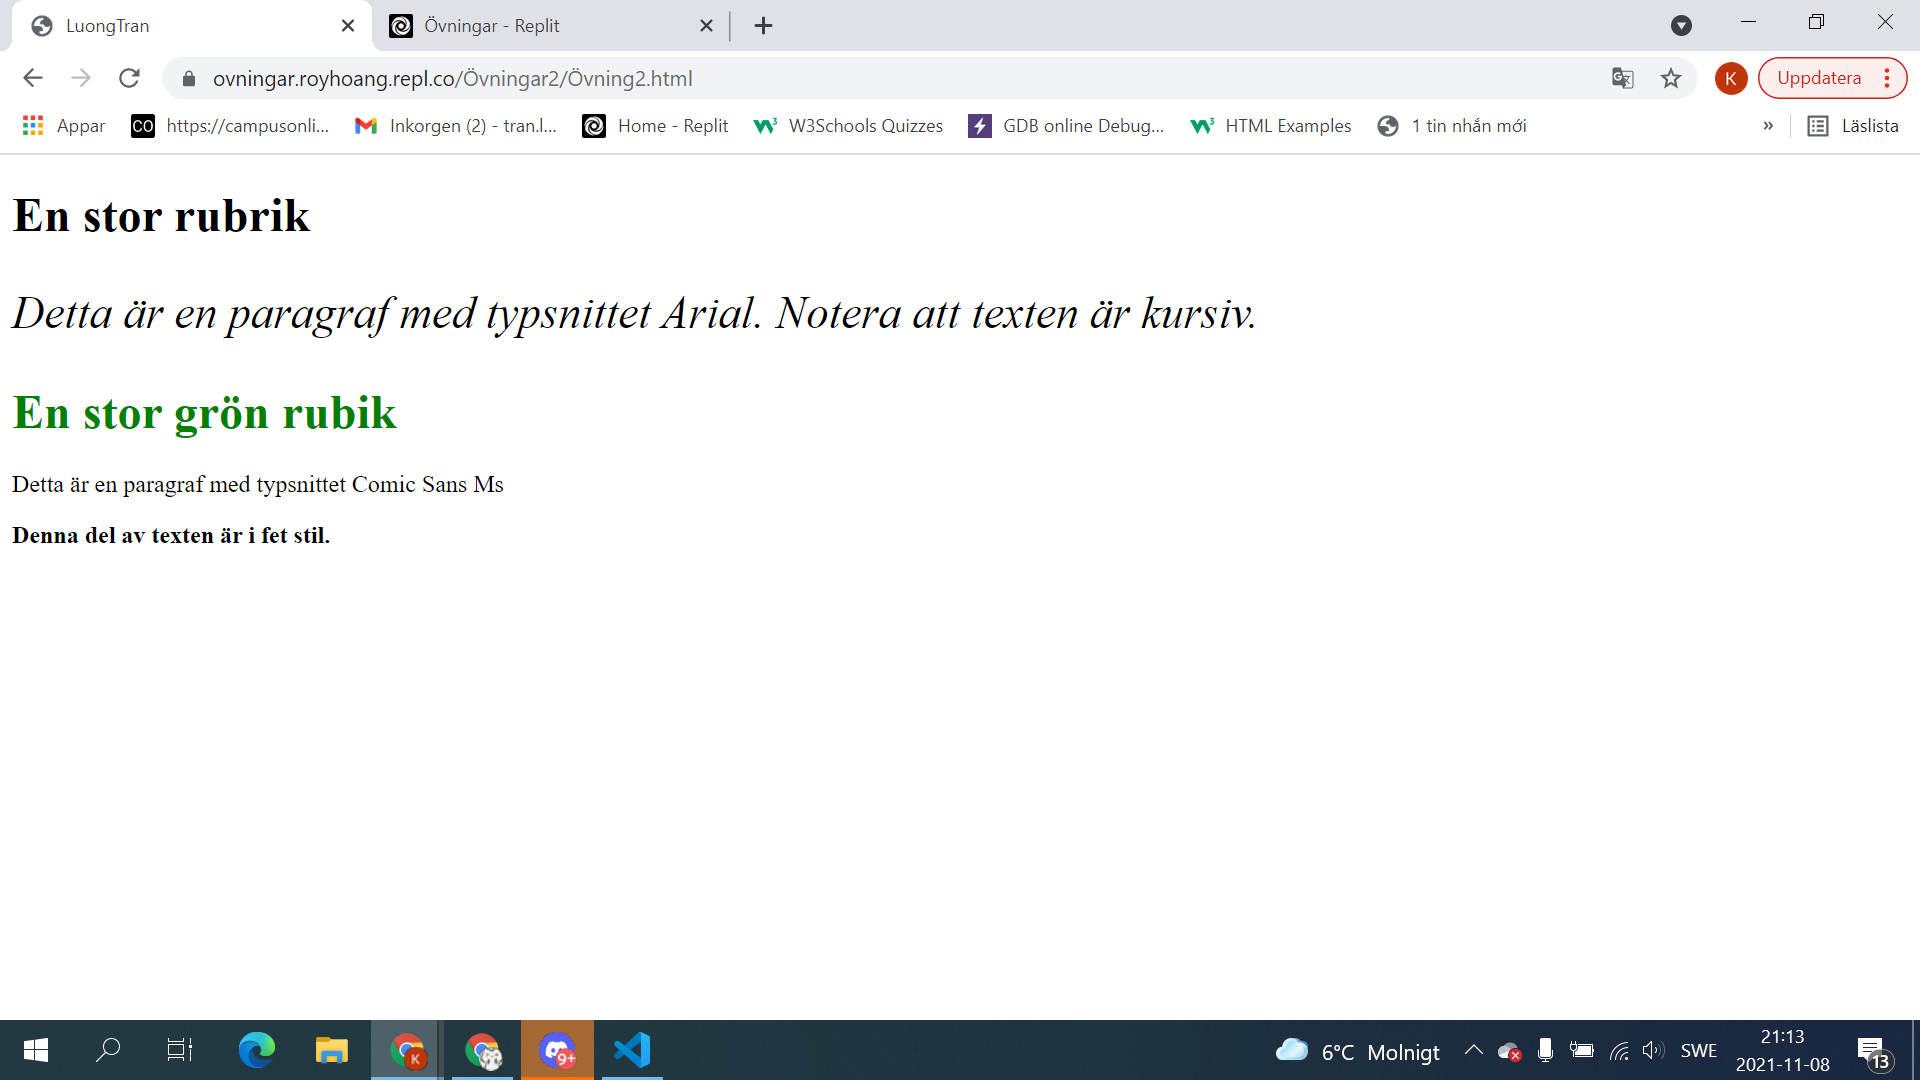 LuongTran
Övningar - Replit
ovningar.royhoang.repl.co/Övningar2/Övning2.html
K
Uppdatera
Appar
CO
https://campusonli...
Inkorgen (2) - tran.l...
Home - Replit
W3Schools Quizzes
GDB online Debug...
HTML Examples
1 tin nhắn mới
»
Läslista
En stor rubrik
Detta är en paragraf med typsnittet Arial. Notera att texten är kursiv.
En stor grön rubik
Detta är en paragraf med typsnittet Comic Sans Ms
Denna del av texten är i fet stil.
K
9+
6°C Molnigt
SWE
21:13
2021-11-08
13